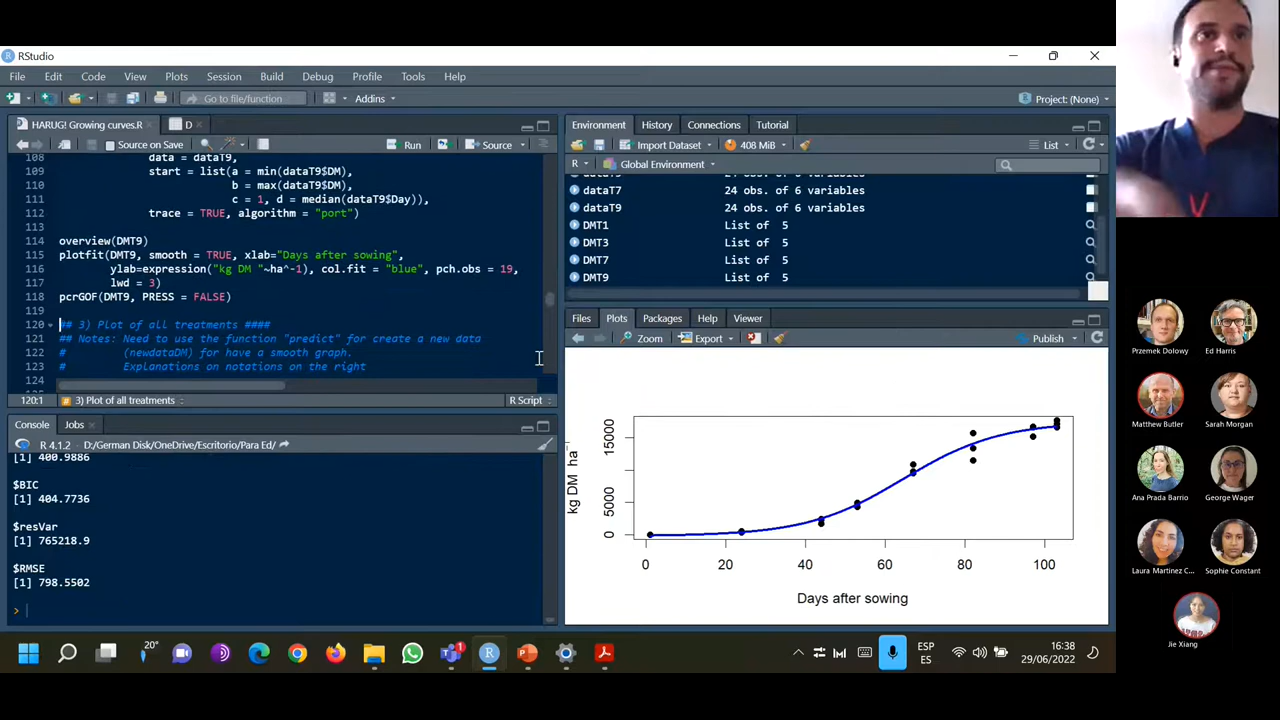 RStudio
File Edit Code View Plots Session Build Debug Profile Tools Help
Go to file/function Addins Project: (None)
HARUG! Growing curves.R D
Source on Save Run Source
108 data = dataT9,
109 start = list(a = min(dataT9$DM),
110 b = max(dataT9$DM),
111 c = 1, d = median(dataT9$Day)),
112 trace = TRUE, algorithm = "port")
113
114 overview(DMT9)
115 plotfit(DMT9, smooth = TRUE, xlab="Days after sowing",
116 ylab=expression("kg DM "~ha^-1), col.fit = "blue", pch.obs = 19,
117 lwd = 3)
118 pcrGOF(DMT9, PRESS = FALSE)
119
120 ## 3) Plot of all treatments ####
121 ## Notes: Need to use the function "predict" for create a new data
122 # (newdataDM) for have a smooth graph.
123 # Explanations on notations on the right
124
120:1 # 3) Plot of all treatments R Script
Console Jobs
R R 4.1.2 · D:/German Disk/OneDrive/Escritorio/Para Ed/
[1] 400.9886
$BIC
[1] 404.7736
$resVar
[1] 765218.9
$RMSE
[1] 798.5502
>
Environment History Connections Tutorial
Import Dataset 408 MiB List
R Global Environment
dataT7 24 obs. of 6 variables
dataT9 24 obs. of 6 variables
DMT1 List of 5
DMT3 List of 5
DMT7 List of 5
DMT9 List of 5
Files Plots Packages Help Viewer
Zoom Export Publish
kg DM ha⁻¹
15000
5000
0
0 20 40 60 80 100
Days after sowing
20° 1 R P ESP 16:38
ES 29/06/2022
Przemek Dolowy Ed Harris
Matthew Butler Sarah Morgan
Ana Prada Barrio George Wager
Laura Martinez C... Sophie Constant
Jie Xiang